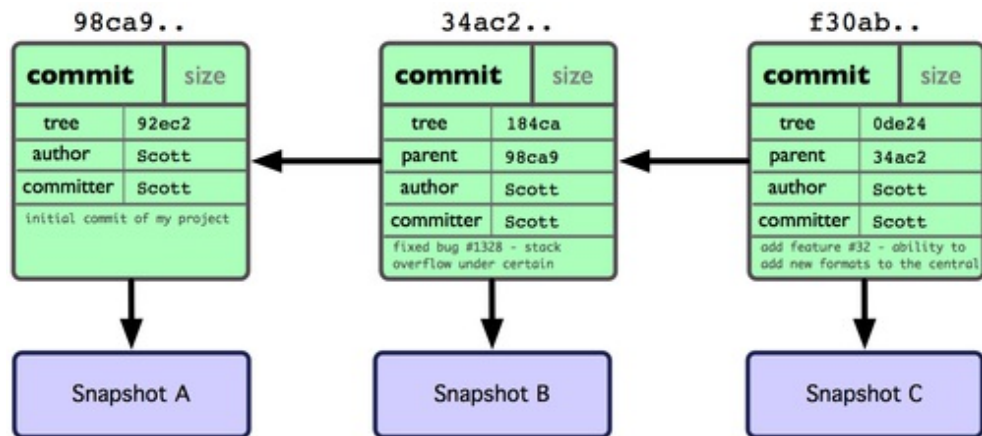 98ca9..
commit size
tree 92ec2
author Scott
committer Scott
initial commit of my project
Snapshot A
34ac2..
commit size
tree 184ca
parent 98ca9
author Scott
committer Scott
fixed bug #1328 - stack
overflow under certain
Snapshot B
f30ab..
commit size
tree 0de24
parent 34ac2
author Scott
committer Scott
add feature #32 - ability to
add new formats to the central
Snapshot C